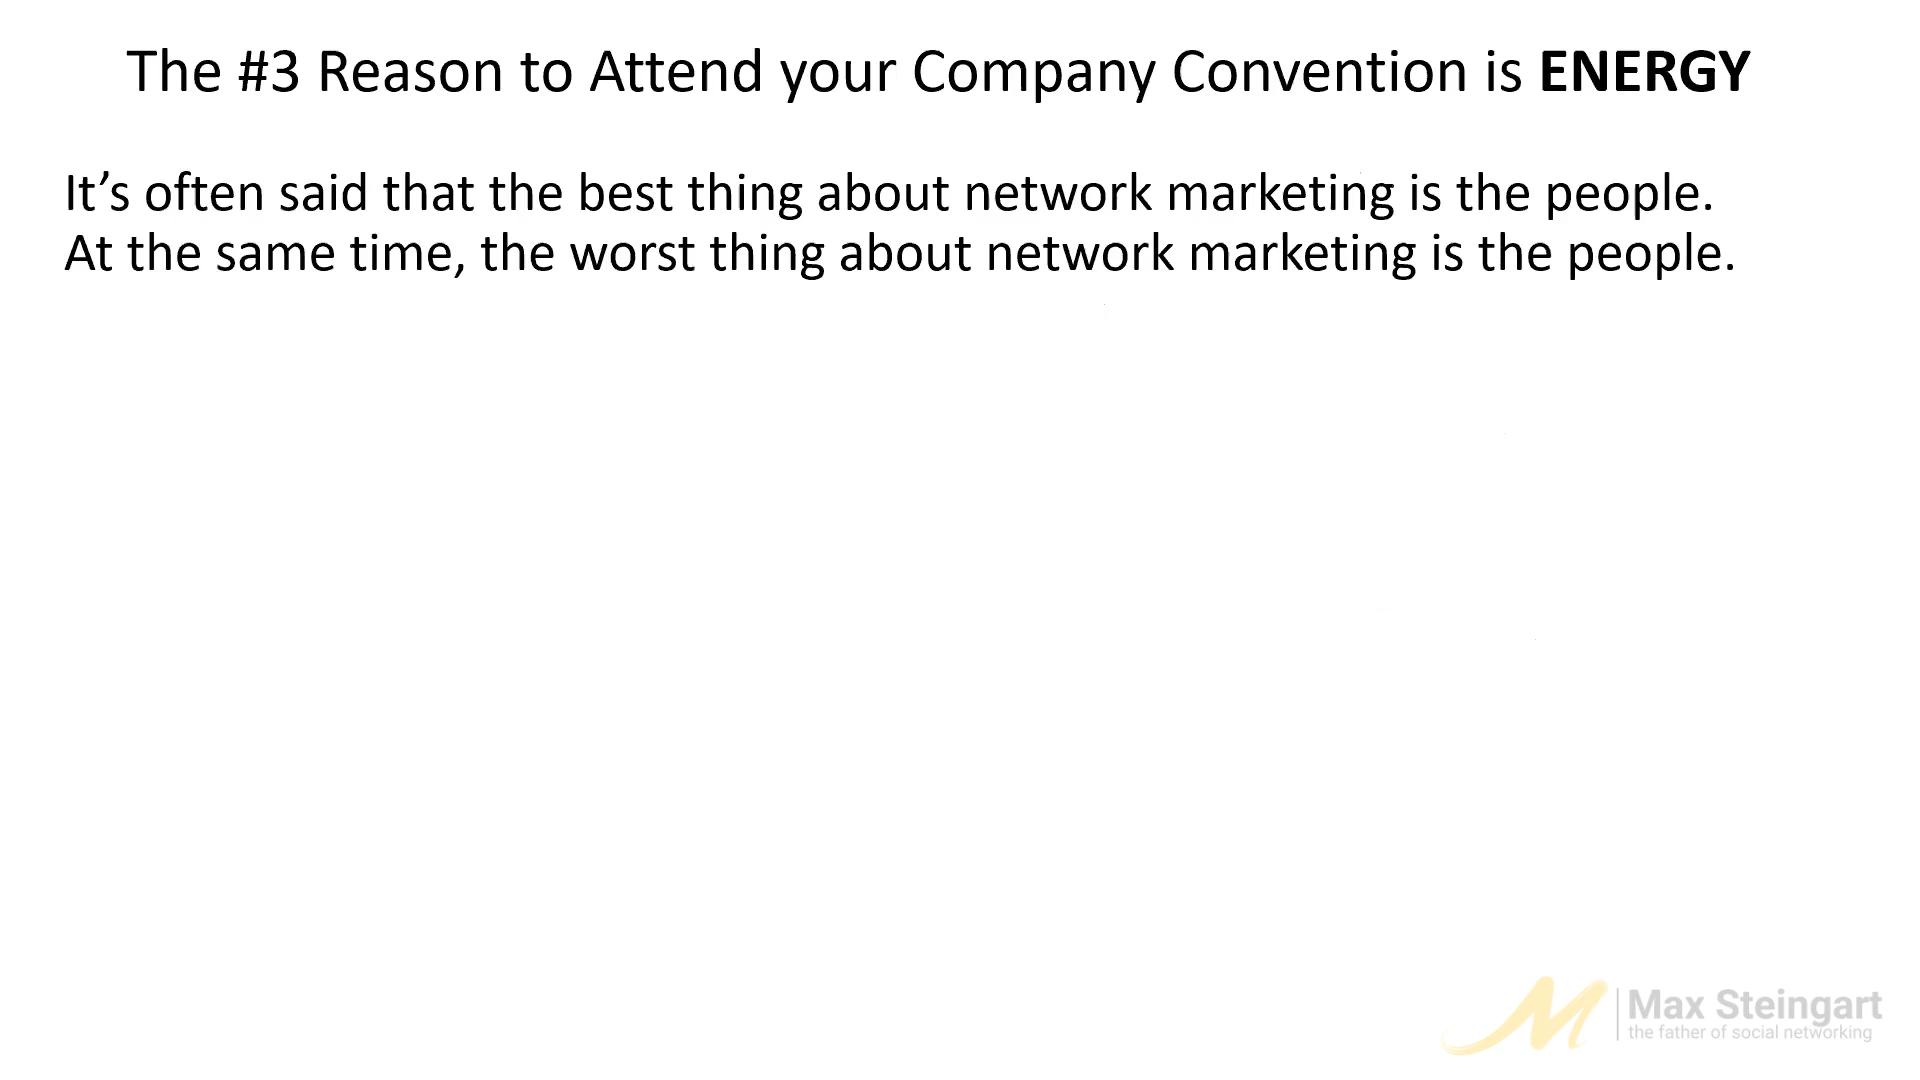 The #3 Reason to Attend your Company Convention is ENERGY
It’s often said that the best thing about network marketing is the people.
At the same time, the worst thing about network marketing is the people.
Max Steingart
the father of social networking